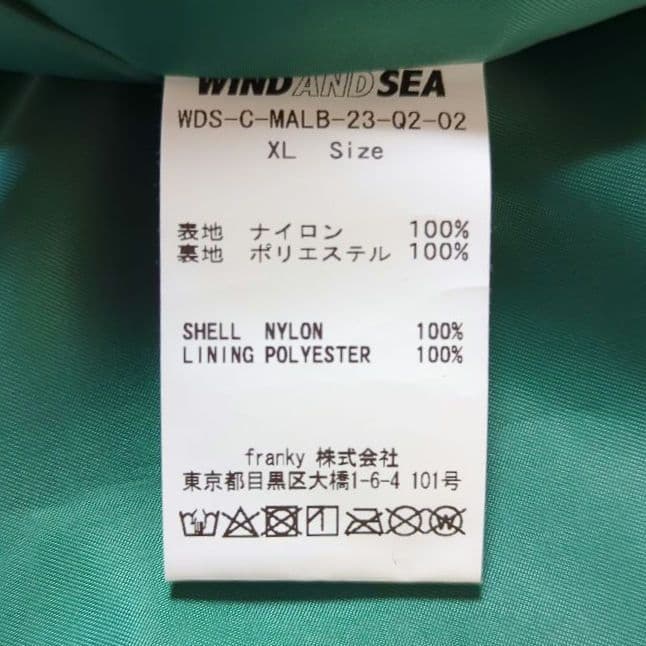 WIND AND SEA
WDS-C-MALB-23-Q2-02
XL Size
表地 ナイロン 100%
裏地 ポリエステル 100%
SHELL NYLON 100%
LINING POLYESTER 100%
franky 株式会社
東京都目黒区大橋1-6-4 101号